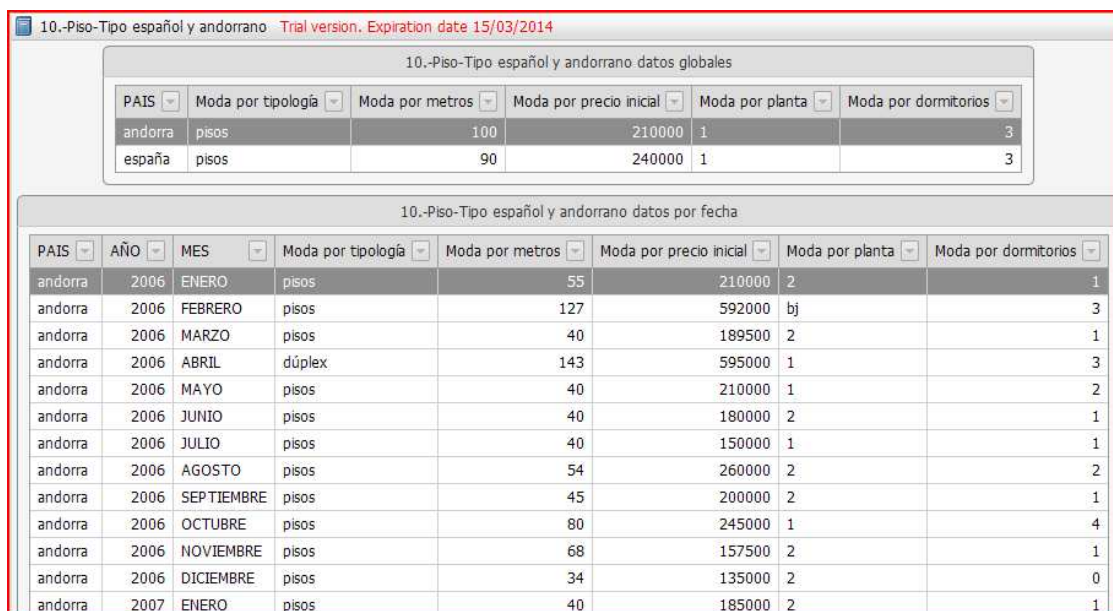 10.-Piso-Tipo español y andorrano Trial version. Expiration date 15/03/2014
10.-Piso-Tipo español y andorrano datos globales
PAIS Moda por tipología Moda por metros Moda por precio inicial Moda por planta Moda por dormitorios
andorra pisos 100 210000 1 3
españa pisos 90 240000 1 3
10.-Piso-Tipo español y andorrano datos por fecha
PAIS AÑO MES Moda por tipología Moda por metros Moda por precio inicial Moda por planta Moda por dormitorios
andorra 2006 ENERO pisos 55 210000 2 1
andorra 2006 FEBRERO pisos 127 592000 bj 3
andorra 2006 MARZO pisos 40 189500 2 1
andorra 2006 ABRIL dúplex 143 595000 1 3
andorra 2006 MAYO pisos 40 210000 1 2
andorra 2006 JUNIO pisos 40 180000 2 1
andorra 2006 JULIO pisos 40 150000 1 1
andorra 2006 AGOSTO pisos 54 260000 2 2
andorra 2006 SEPTIEMBRE pisos 45 200000 2 1
andorra 2006 OCTUBRE pisos 80 245000 1 4
andorra 2006 NOVIEMBRE pisos 68 157500 2 1
andorra 2006 DICIEMBRE pisos 34 135000 2 0
andorra 2007 ENERO pisos 40 185000 2 1